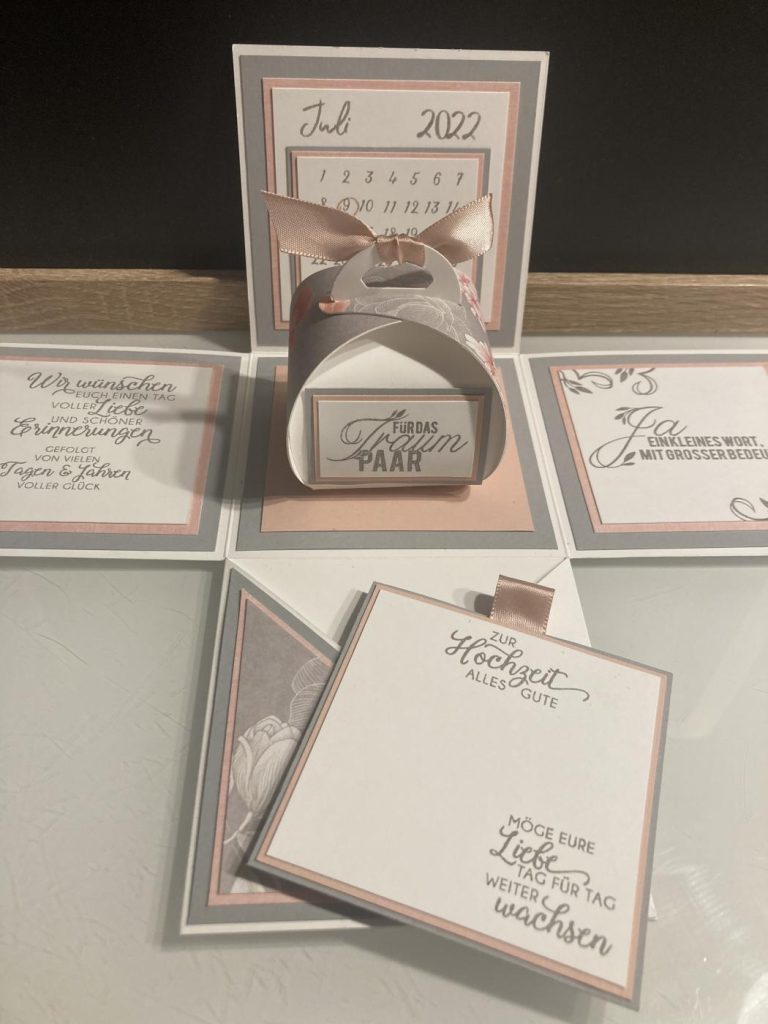 Juli 2022
1 2 3 4 5 6 7
8 9 10 11 12 13 14
18 19
Wir wünschen
EUCH EINEN TAG
VOLLER Liebe
UND SCHÖNER
Erinnerungen
GEFOLGT
VON VIELEN
Tagen & Jahren
VOLLER GLÜCK
FÜR DAS
Traum
PAAR
Ja
EIN KLEINES WORT,
MIT GROSSER BEDEU
ZUR
Hochzeit
ALLES GUTE
MÖGE EURE
Liebe
TAG FÜR TAG
WEITER
wachsen